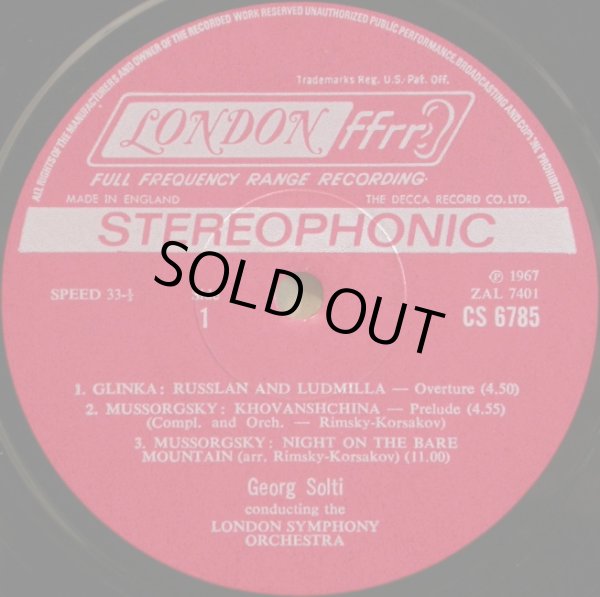 ALL RIGHTS OF THE MANUFACTURERS AND OWNER OF THE RECORDED WORK RESERVED UNAUTHORIZED PUBLIC PERFORMANCE, BROADCASTING AND COPYING PROHIBITED.
Trademarks Reg. U.S. Pat. Off.
LONDON ffrr
FULL FREQUENCY RANGE RECORDING
MADE IN ENGLAND THE DECCA RECORD CO. LTD.
STEREOPHONIC
℗ 1967
SPEED 33-⅓ ZAL 7401
1 CS 6785
SOLD OUT
1. GLINKA: RUSSLAN AND LUDMILLA — Overture (4.50)
2. MUSSORGSKY: KHOVANSHCHINA — Prelude (4.55)
(Compl. and Orch. — Rimsky-Korsakov)
3. MUSSORGSKY: NIGHT ON THE BARE
MOUNTAIN (arr. Rimsky-Korsakov) (11.00)
Georg Solti
conducting the
LONDON SYMPHONY
ORCHESTRA